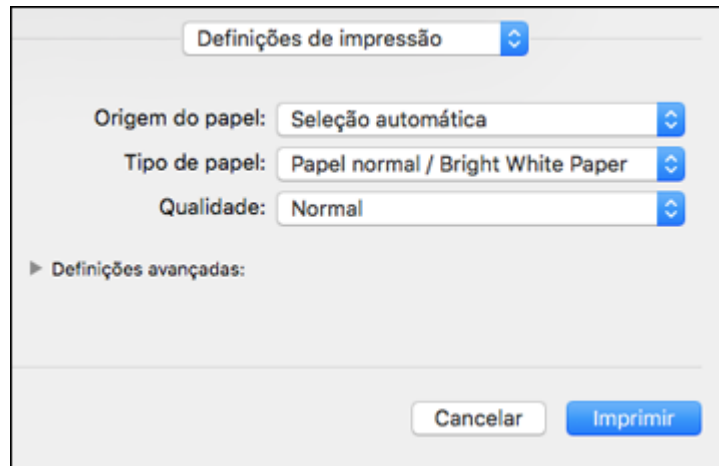 Definições de impressão
Origem do papel: Seleção automática
Tipo de papel: Papel normal / Bright White Paper
Qualidade: Normal
Definições avançadas:
Cancelar Imprimir